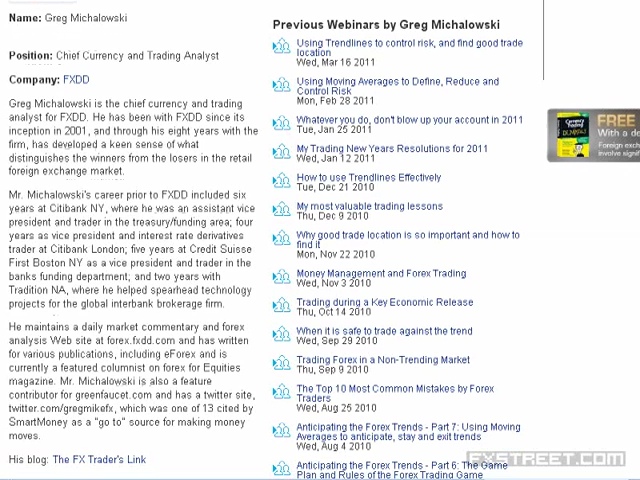 Name: Greg Michalowski
Position: Chief Currency and Trading Analyst
Company: FXDD
Greg Michalowski is the chief currency and trading
analyst for FXDD. He has been with FXDD since its
inception in 2001, and through his eight years with the
firm, has developed a keen sense of what
distinguishes the winners from the losers in the retail
foreign exchange market.
Mr. Michalowski's career prior to FXDD included six
years at Citibank NY, where he was an assistant vice
president and trader in the treasury/funding area; four
years as vice president and interest rate derivatives
trader at Citibank London; five years at Credit Suisse
First Boston NY as a vice president and trader in the
banks funding department; and two years with
Tradition NA, where he helped spearhead technology
projects for the global interbank brokerage firm.
He maintains a daily market commentary and forex
analysis Web site at forex.fxdd.com and has written
for various publications, including eForex and is
currently a featured columnist on forex for Equities
magazine. Mr. Michalowski is also a feature
contributor for greenfaucet.com and has a twitter site,
twitter.com/gregmikefx, which was one of 13 cited by
SmartMoney as a "go to" source for making money
moves.
His blog: The FX Trader's Link
Previous Webinars by Greg Michalowski
Using Trendlines to control risk, and find good trade
location
Wed, Mar 16 2011
Using Moving Averages to Define, Reduce and
Control Risk
Mon, Feb 28 2011
Whatever you do, don't blow up your account in 2011
Tue, Jan 25 2011
My Trading New Years Resolutions for 2011
Wed, Jan 12 2011
How to use Trendlines Effectively
Tue, Dec 21 2010
My most valuable trading lessons
Thu, Dec 9 2010
Why good trade location is so important and how to
find it
Mon, Nov 22 2010
Money Management and Forex Trading
Wed, Nov 3 2010
Trading during a Key Economic Release
Thu, Oct 14 2010
When it is safe to trade against the trend
Wed, Sep 29 2010
Trading Forex in a Non-Trending Market
Thu, Sep 9 2010
The Top 10 Most Common Mistakes by Forex
Traders
Wed, Aug 25 2010
Anticipating the Forex Trends - Part 7: Using Moving
Averages to anticipate, stay and exit trends
Wed, Aug 4 2010
Anticipating the Forex Trends - Part 6: The Game
Plan and Rules of the Forex Trading Game
Currency
Trading
DUMMIES
FREE
With a de
Foreign exch
involve signif
FXSTREET.COM